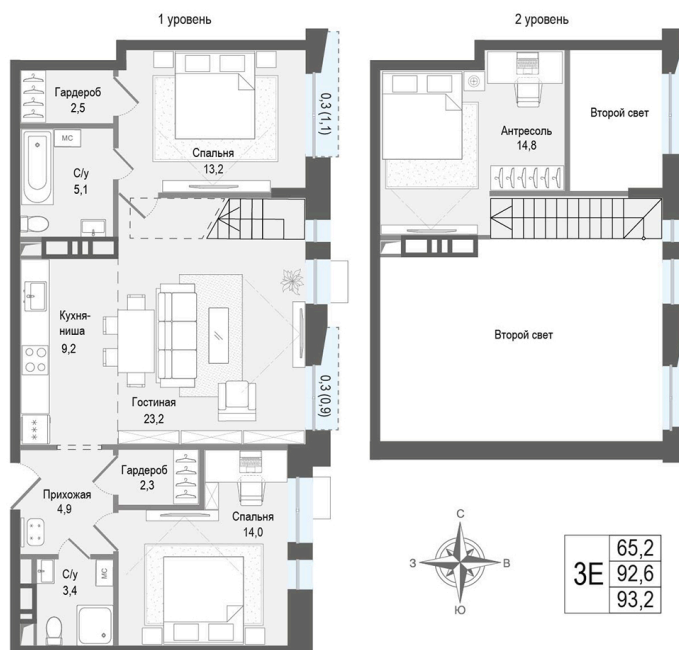 1 уровень
2 уровень
Гардероб
2,5
МС
С/у
5,1
Спальня
13,2
0,3 (1,1)
Кухня-
ниша
9,2
Гостиная
23,2
0,3 (0,9)
Прихожая
4,9
Гардероб
2,3
Спальня
14,0
С/у
3,4
МС
Антресоль
14,8
Второй свет
Второй свет
С
З
В
Ю
3Е
65,2
92,6
93,2